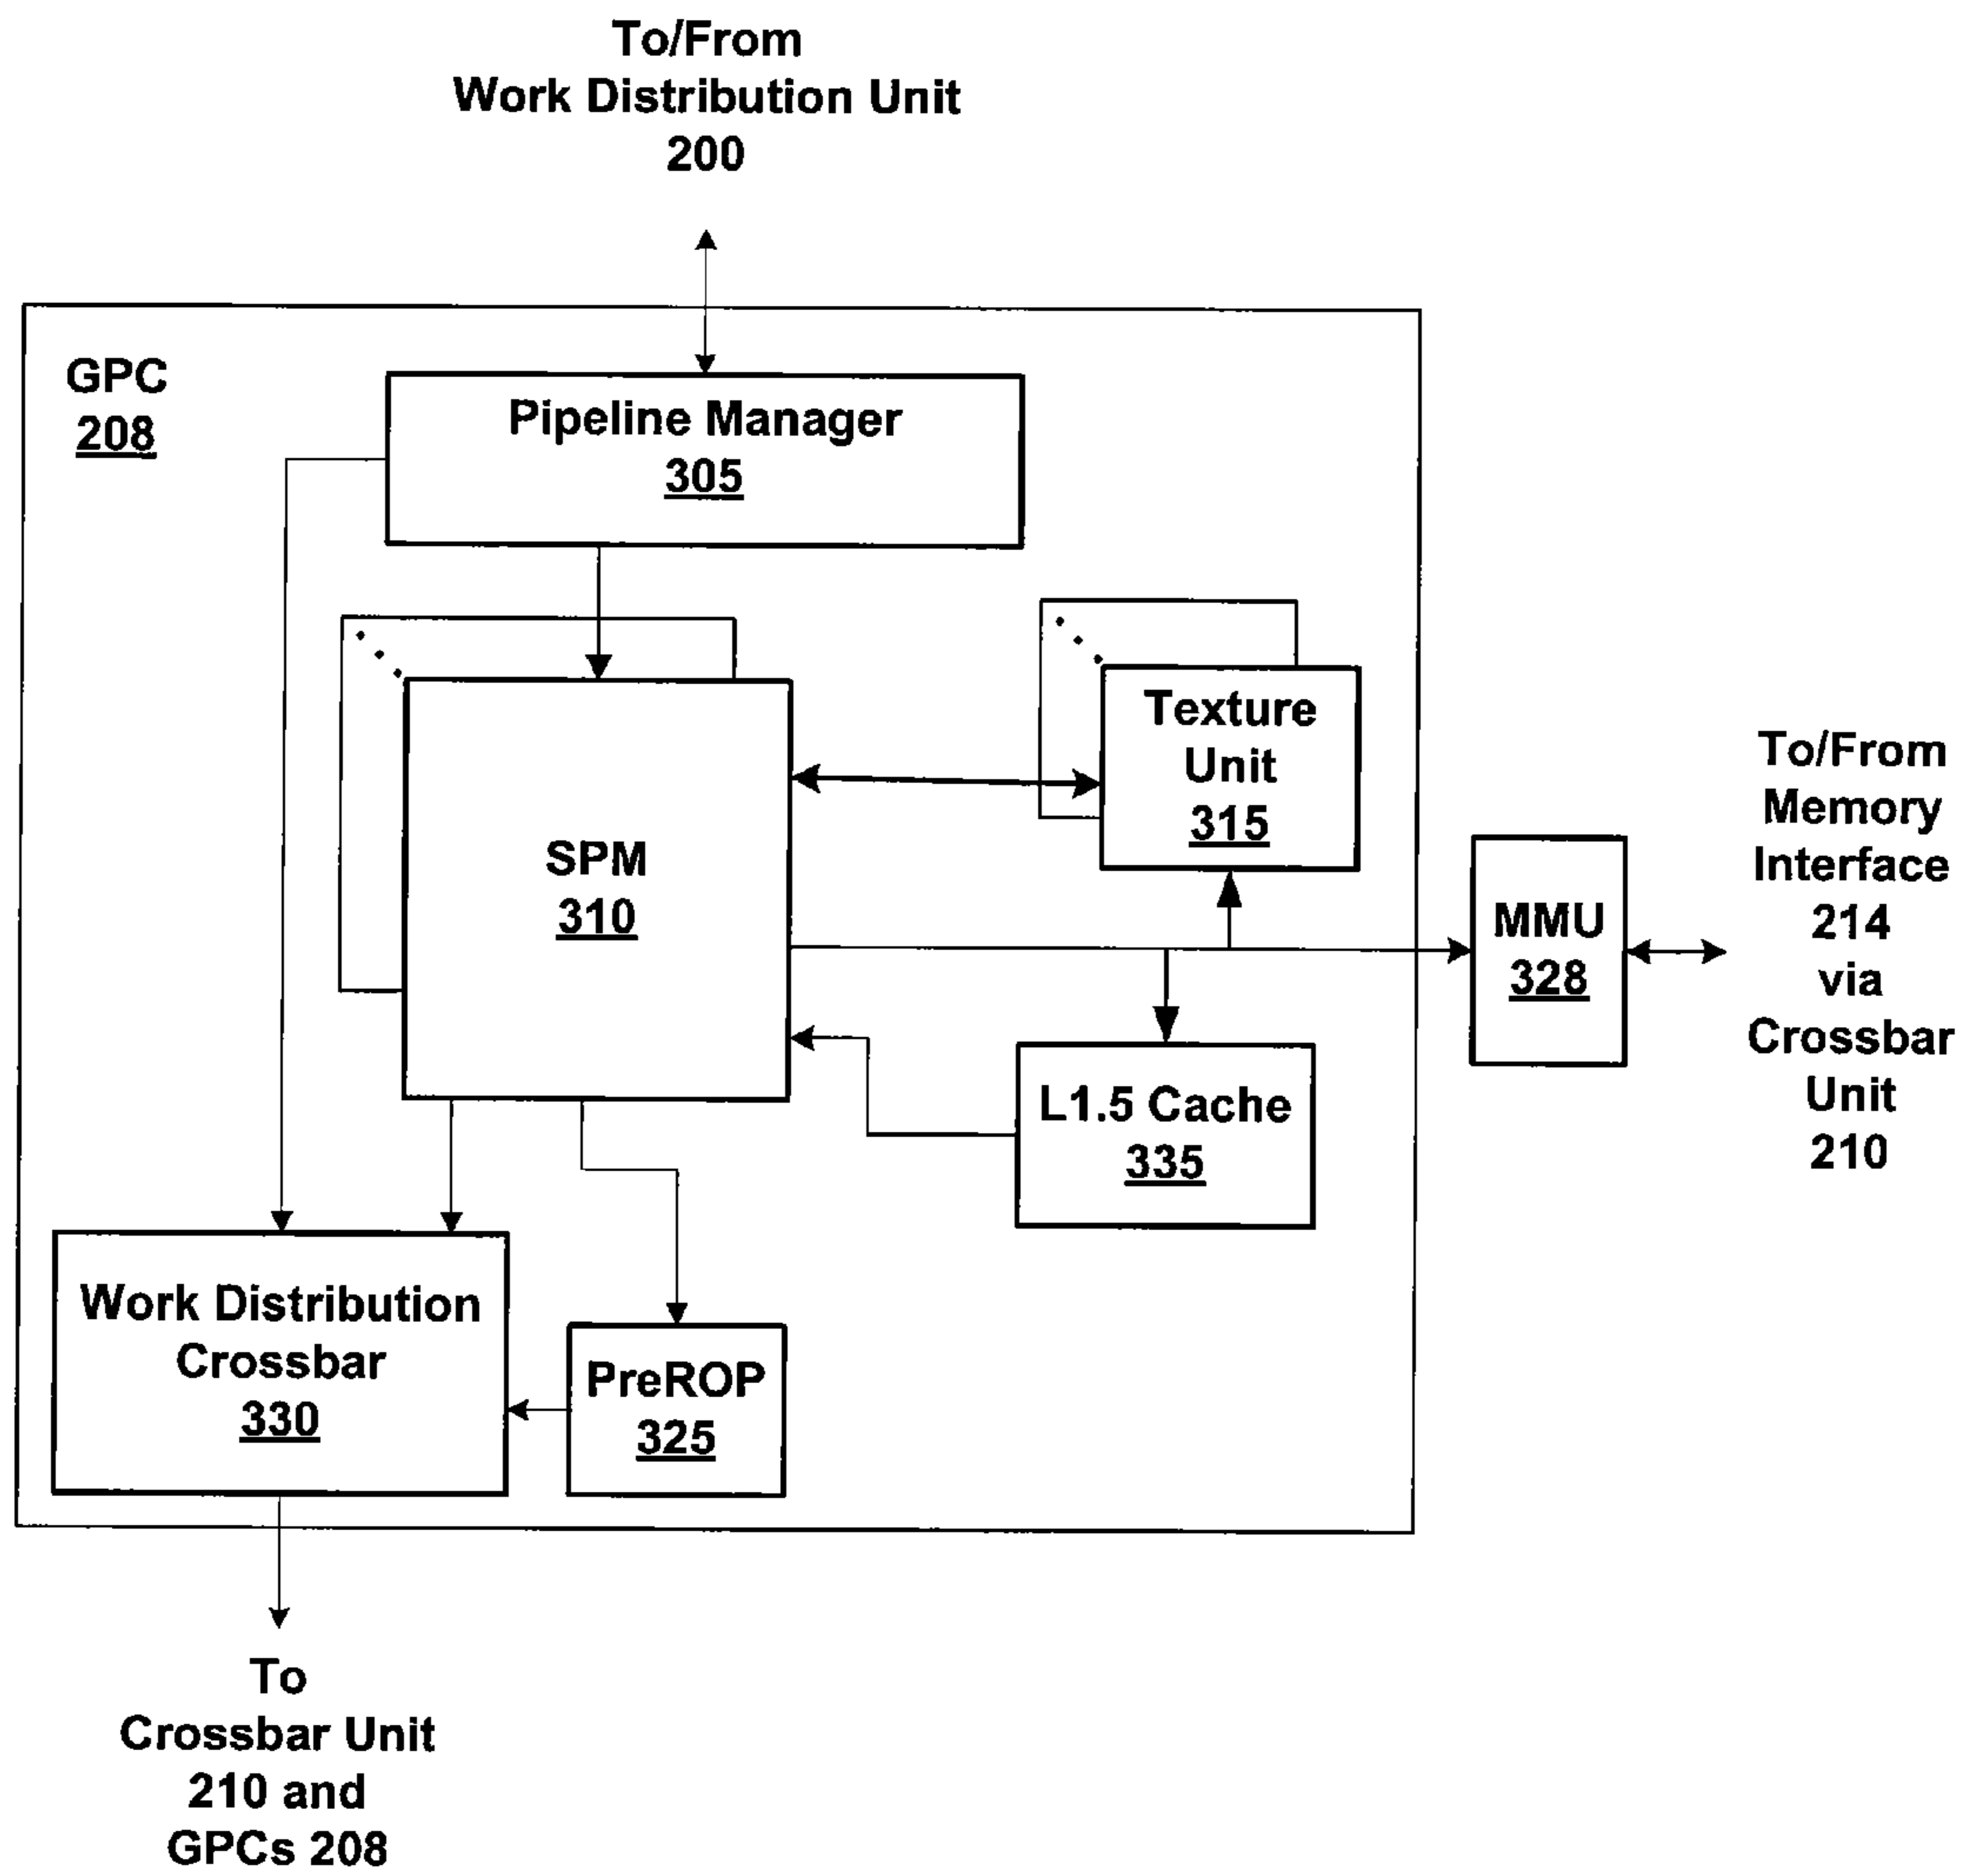 To/From
Work Distribution Unit
200
GPC
208
Pipeline Manager
305
Texture
Unit
315
SPM
310
To/From
Memory
Interface
214
via
Crossbar
Unit
210
MMU
328
L1.5 Cache
335
Work Distribution
Crossbar
330
PreROP
325
To
Crossbar Unit
210 and
GPCs 208